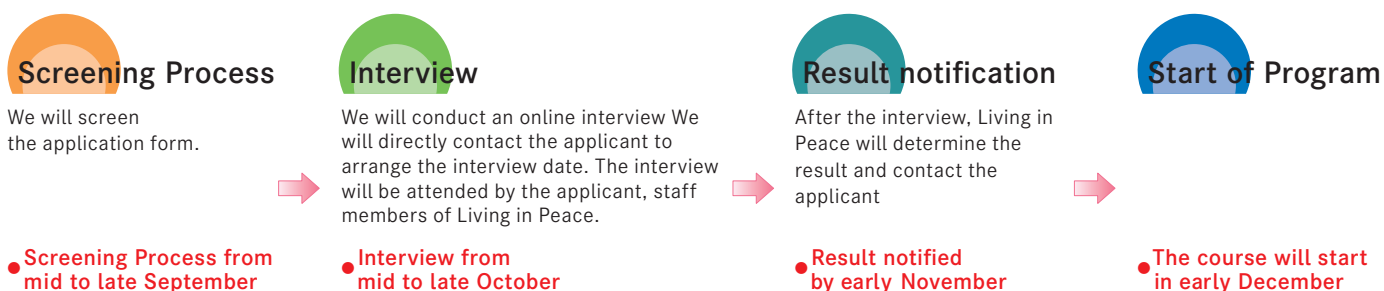 Screening Process
We will screen
the application form.
● Screening Process from
mid to late September
Interview
We will conduct an online interview We
will directly contact the applicant to
arrange the interview date. The interview
will be attended by the applicant, staff
members of Living in Peace.
● Interview from
mid to late October
Result notification
After the interview, Living in
Peace will determine the
result and contact the
applicant
● Result notified
by early November
Start of Program
● The course will start
in early December